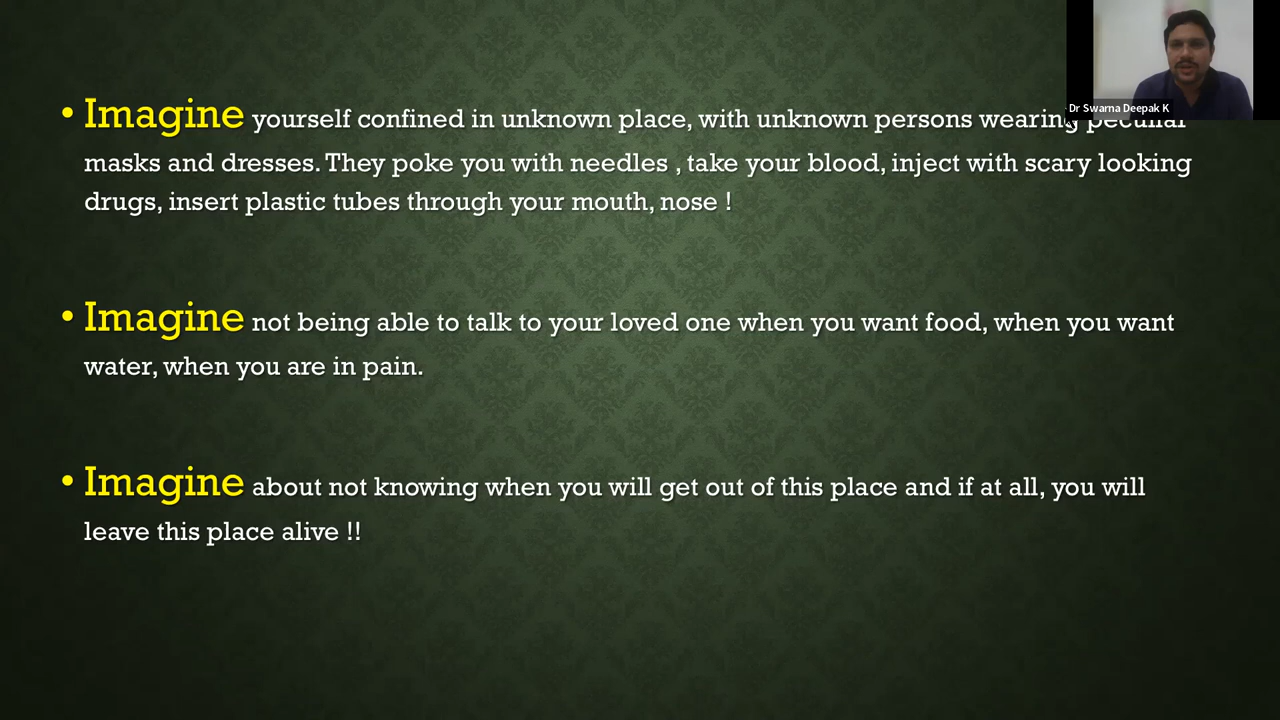 Dr Swarna Deepak K
• Imagine yourself confined in unknown place, with unknown persons wearing peculiar
masks and dresses. They poke you with needles , take your blood, inject with scary looking
drugs, insert plastic tubes through your mouth, nose !
• Imagine not being able to talk to your loved one when you want food, when you want
water, when you are in pain.
• Imagine about not knowing when you will get out of this place and if at all, you will
leave this place alive !!